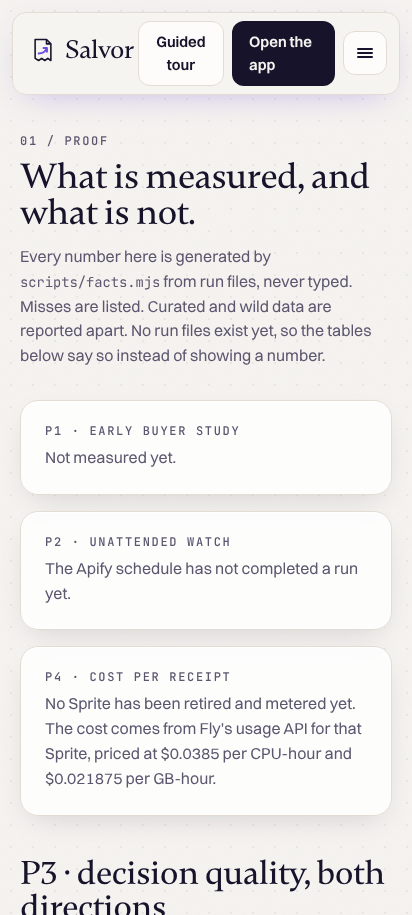 Salvor
Guided
tour
Open the
app
01 / PROOF
What is measured, and
what is not.
Every number here is generated by
scripts/facts.mjs from run files, never typed.
Misses are listed. Curated and wild data are
reported apart. No run files exist yet, so the tables
below say so instead of showing a number.
P1 · EARLY BUYER STUDY
Not measured yet.
P2 · UNATTENDED WATCH
The Apify schedule has not completed a run
yet.
P4 · COST PER RECEIPT
No Sprite has been retired and metered yet.
The cost comes from Fly's usage API for that
Sprite, priced at $0.0385 per CPU-hour and
$0.021875 per GB-hour.
P3 · decision quality, both
directions